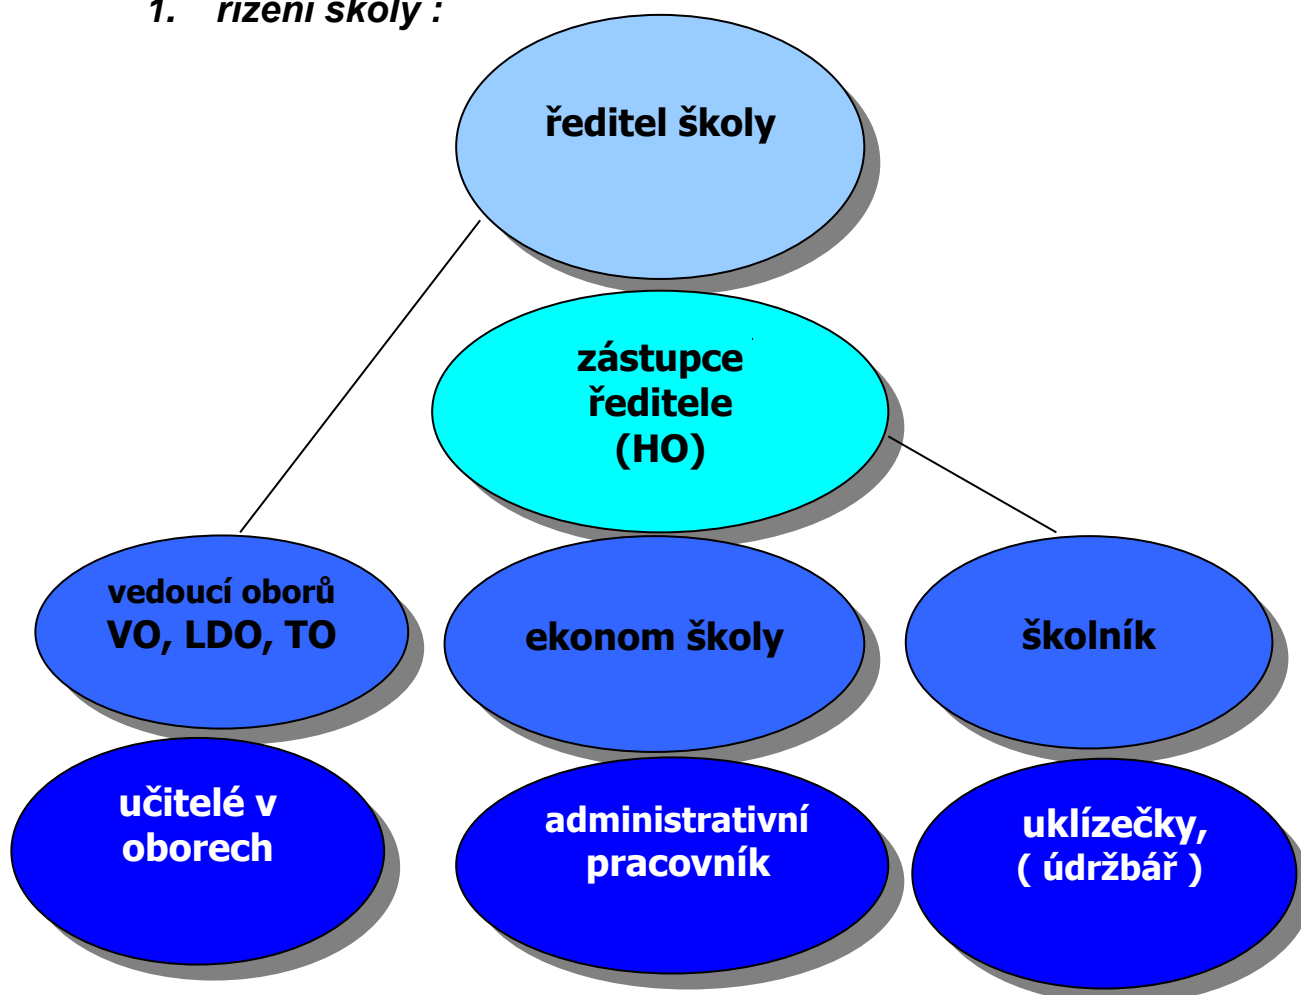 1. řízení školy :
ředitel školy
zástupce
ředitele
(HO)
vedoucí oborů
VO, LDO, TO
ekonom školy
školník
učitelé v
oborech
administrativní
pracovník
uklízečky,
( údržbář )